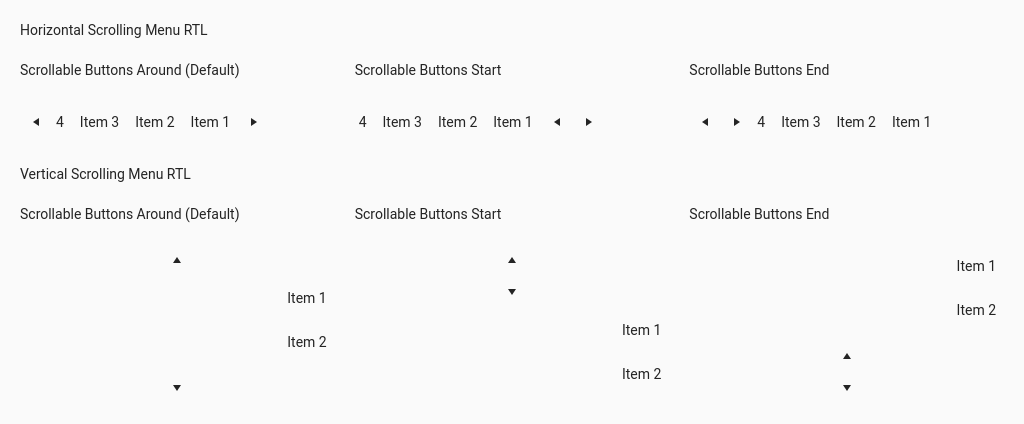 Horizontal Scrolling Menu RTL
Scrollable Buttons Around (Default)
Scrollable Buttons Start
Scrollable Buttons End
4 Item 3 Item 2 Item 1
4 Item 3 Item 2 Item 1
4 Item 3 Item 2 Item 1
Vertical Scrolling Menu RTL
Scrollable Buttons Around (Default)
Scrollable Buttons Start
Scrollable Buttons End
Item 1
Item 2
Item 1
Item 2
Item 1
Item 2